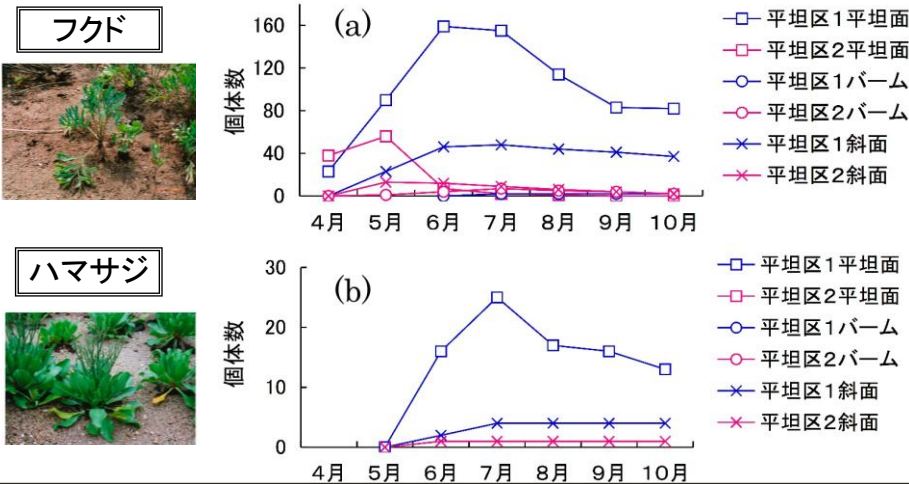 フクド
(a)
個体数
160
120
80
40
0
4月 5月 6月 7月 8月 9月 10月
平坦区1平坦面
平坦区2平坦面
平坦区1バーム
平坦区2バーム
平坦区1斜面
平坦区2斜面
ハマサジ
(b)
個体数
30
20
10
0
4月 5月 6月 7月 8月 9月 10月
平坦区1平坦面
平坦区2平坦面
平坦区1バーム
平坦区2バーム
平坦区1斜面
平坦区2斜面